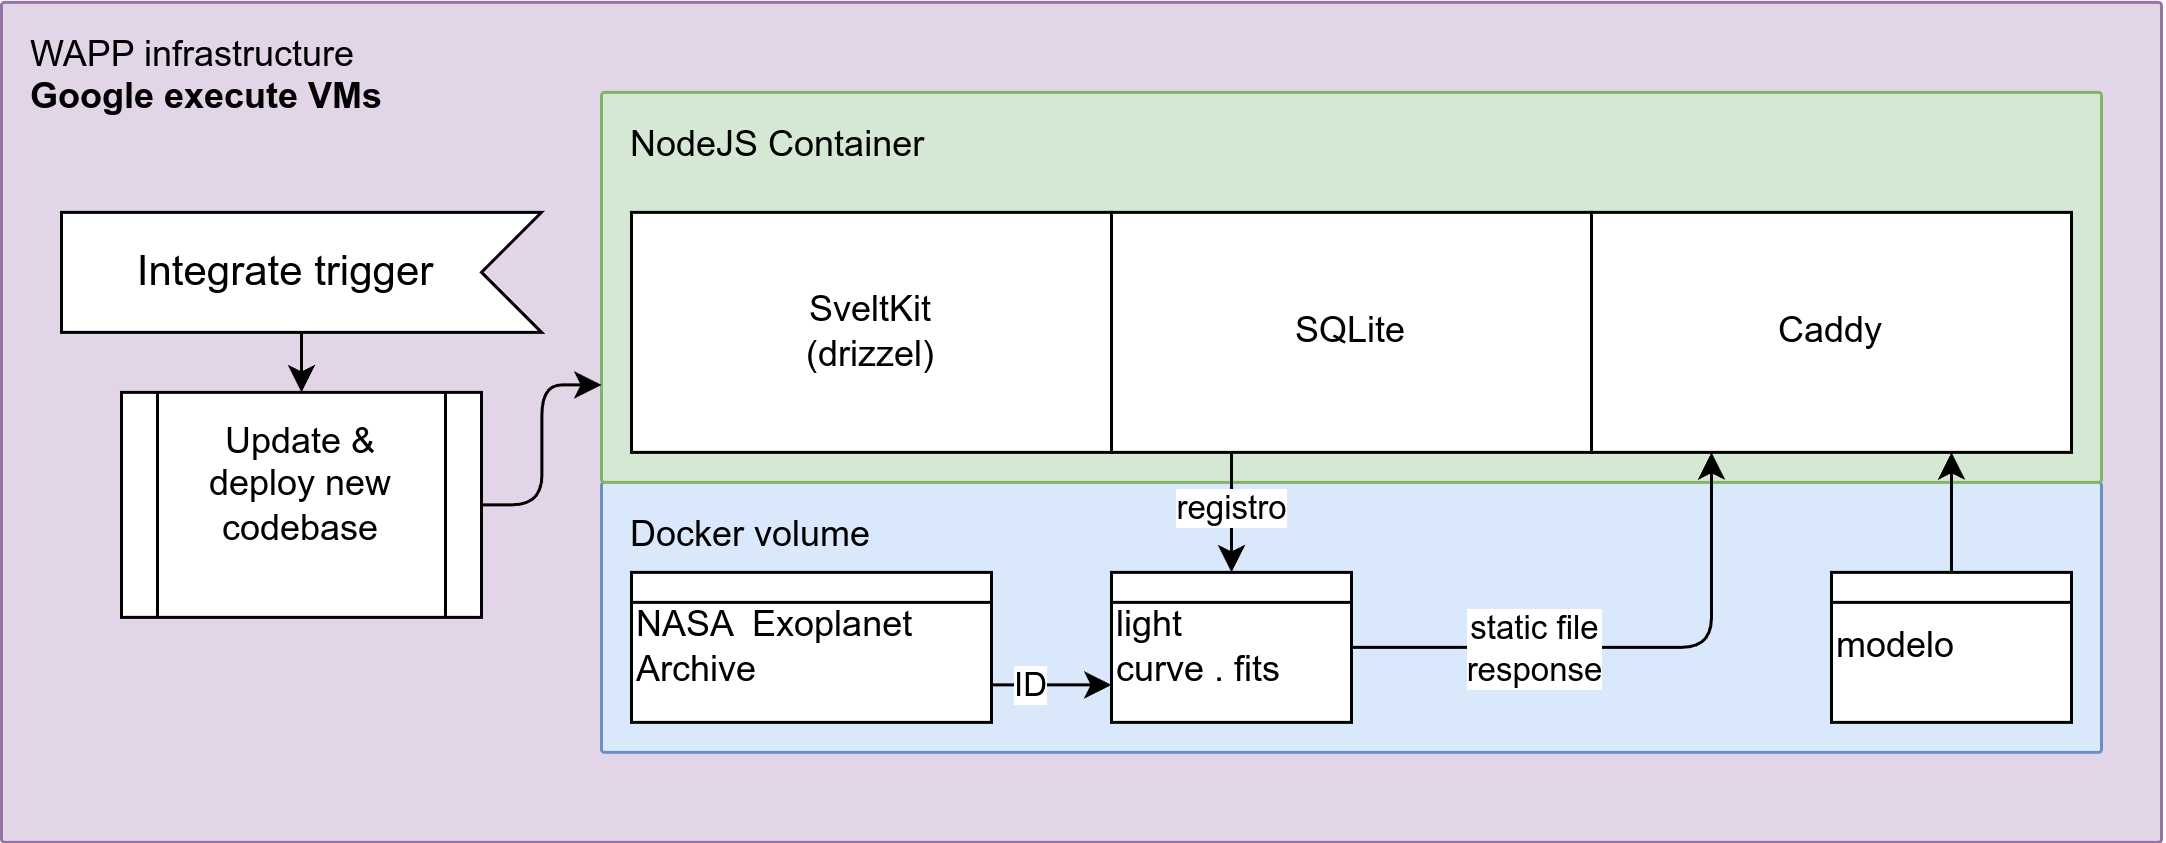 WAPP infrastructure
Google execute VMs
NodeJS Container
Integrate trigger
SveltKit
(drizzel)
SQLite
Caddy
Update &
deploy new
codebase
registro
Docker volume
NASA  Exoplanet
Archive
ID
light
curve . fits
static file
response
modelo